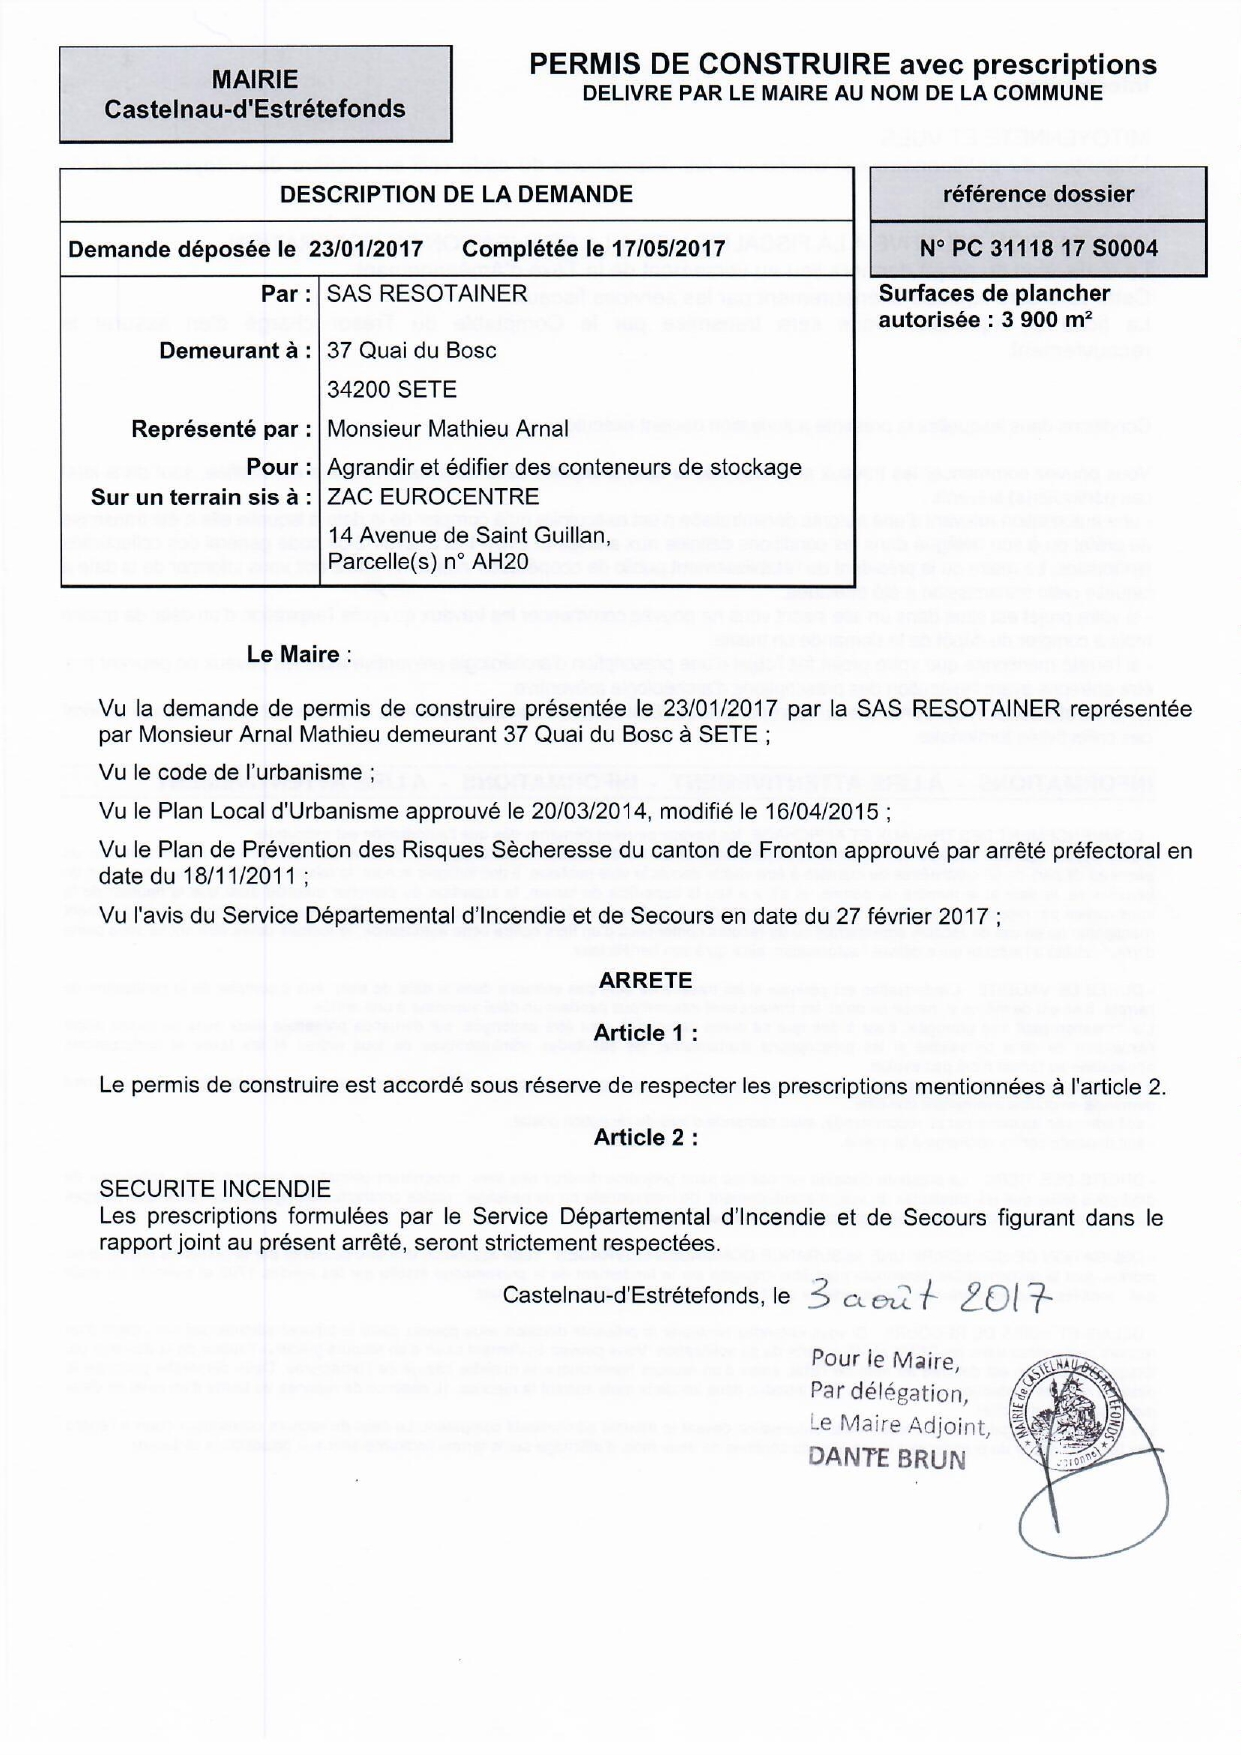 MAIRIE
Castelnau-d'Estrétefonds
PERMIS DE CONSTRUIRE avec prescriptions
DELIVRE PAR LE MAIRE AU NOM DE LA COMMUNE
DESCRIPTION DE LA DEMANDE
référence dossier
Demande déposée le 23/01/2017 Complétée le 17/05/2017
N° PC 31118 17 S0004
Par : SAS RESOTAINER
Surfaces de plancher
autorisée : 3 900 m²
Demeurant à : 37 Quai du Bosc
34200 SETE
Représenté par : Monsieur Mathieu Arnal
Pour : Agrandir et édifier des conteneurs de stockage
Sur un terrain sis à : ZAC EUROCENTRE
14 Avenue de Saint Guillan,
Parcelle(s) n° AH20
Le Maire :
Vu la demande de permis de construire présentée le 23/01/2017 par la SAS RESOTAINER représentée
par Monsieur Arnal Mathieu demeurant 37 Quai du Bosc à SETE ;
Vu le code de l'urbanisme ;
Vu le Plan Local d'Urbanisme approuvé le 20/03/2014, modifié le 16/04/2015 ;
Vu le Plan de Prévention des Risques Sècheresse du canton de Fronton approuvé par arrêté préfectoral en
date du 18/11/2011 ;
Vu l'avis du Service Départemental d'Incendie et de Secours en date du 27 février 2017 ;
ARRETE
Article 1 :
Le permis de construire est accordé sous réserve de respecter les prescriptions mentionnées à l'article 2.
Article 2 :
SECURITE INCENDIE
Les prescriptions formulées par le Service Départemental d'Incendie et de Secours figurant dans le
rapport joint au présent arrêté, seront strictement respectées.
Castelnau-d'Estrétefonds, le 3 août 2017
Pour le Maire,
Par délégation,
Le Maire Adjoint,
DANTE BRUN
MAIRIE de CASTELNAU D'ESTRETEFONDS